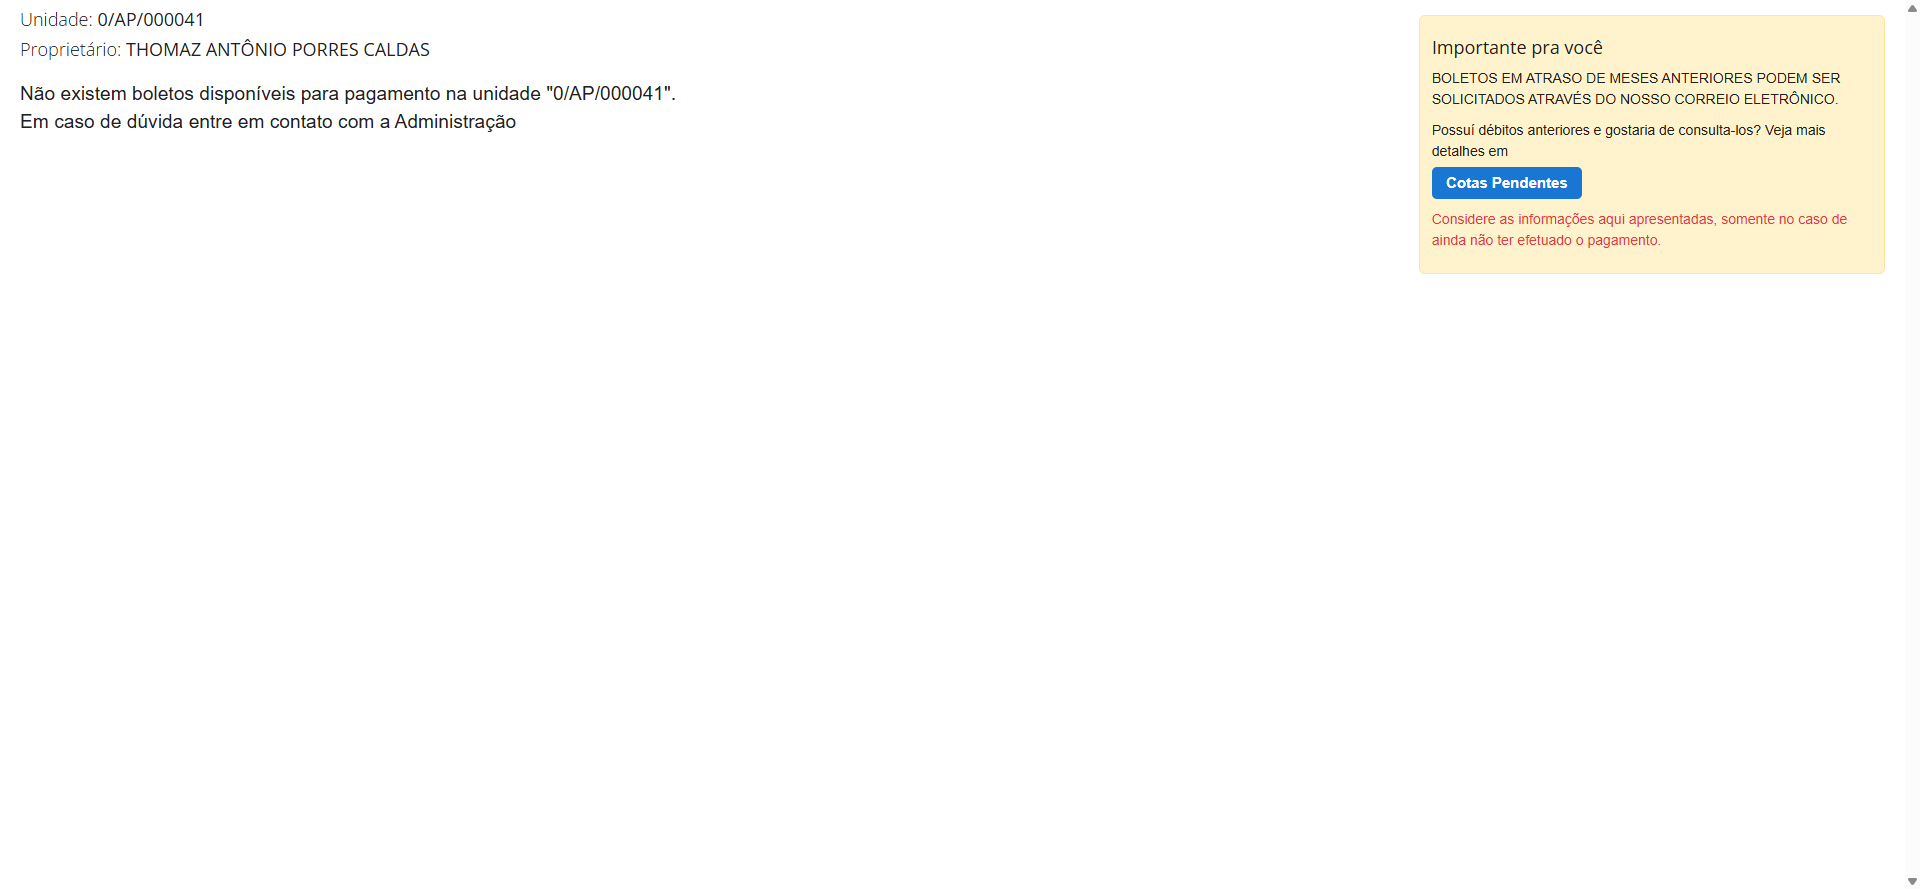 Unidade: 0/AP/000041
Proprietário: THOMAZ ANTÔNIO PORRES CALDAS
Não existem boletos disponíveis para pagamento na unidade "0/AP/000041".
Em caso de dúvida entre em contato com a Administração
Importante pra você
BOLETOS EM ATRASO DE MESES ANTERIORES PODEM SER
SOLICITADOS ATRAVÉS DO NOSSO CORREIO ELETRÔNICO.
Possuí débitos anteriores e gostaria de consulta-los? Veja mais
detalhes em
Cotas Pendentes
Considere as informações aqui apresentadas, somente no caso de
ainda não ter efetuado o pagamento.